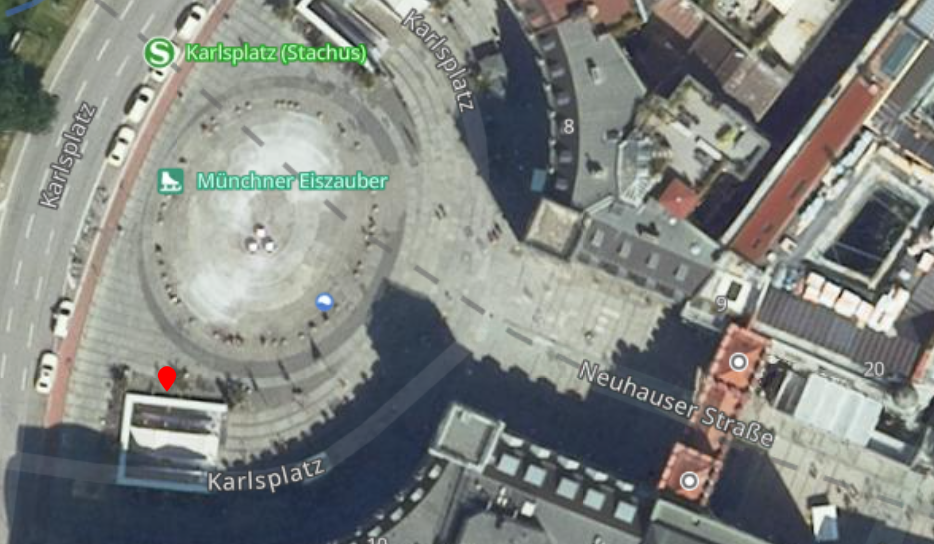 Karlsplatz
S Karlsplatz (Stachus)
Karlsplatz
8
Münchner Eiszauber
9
20
Neuhauser Straße
Karlsplatz